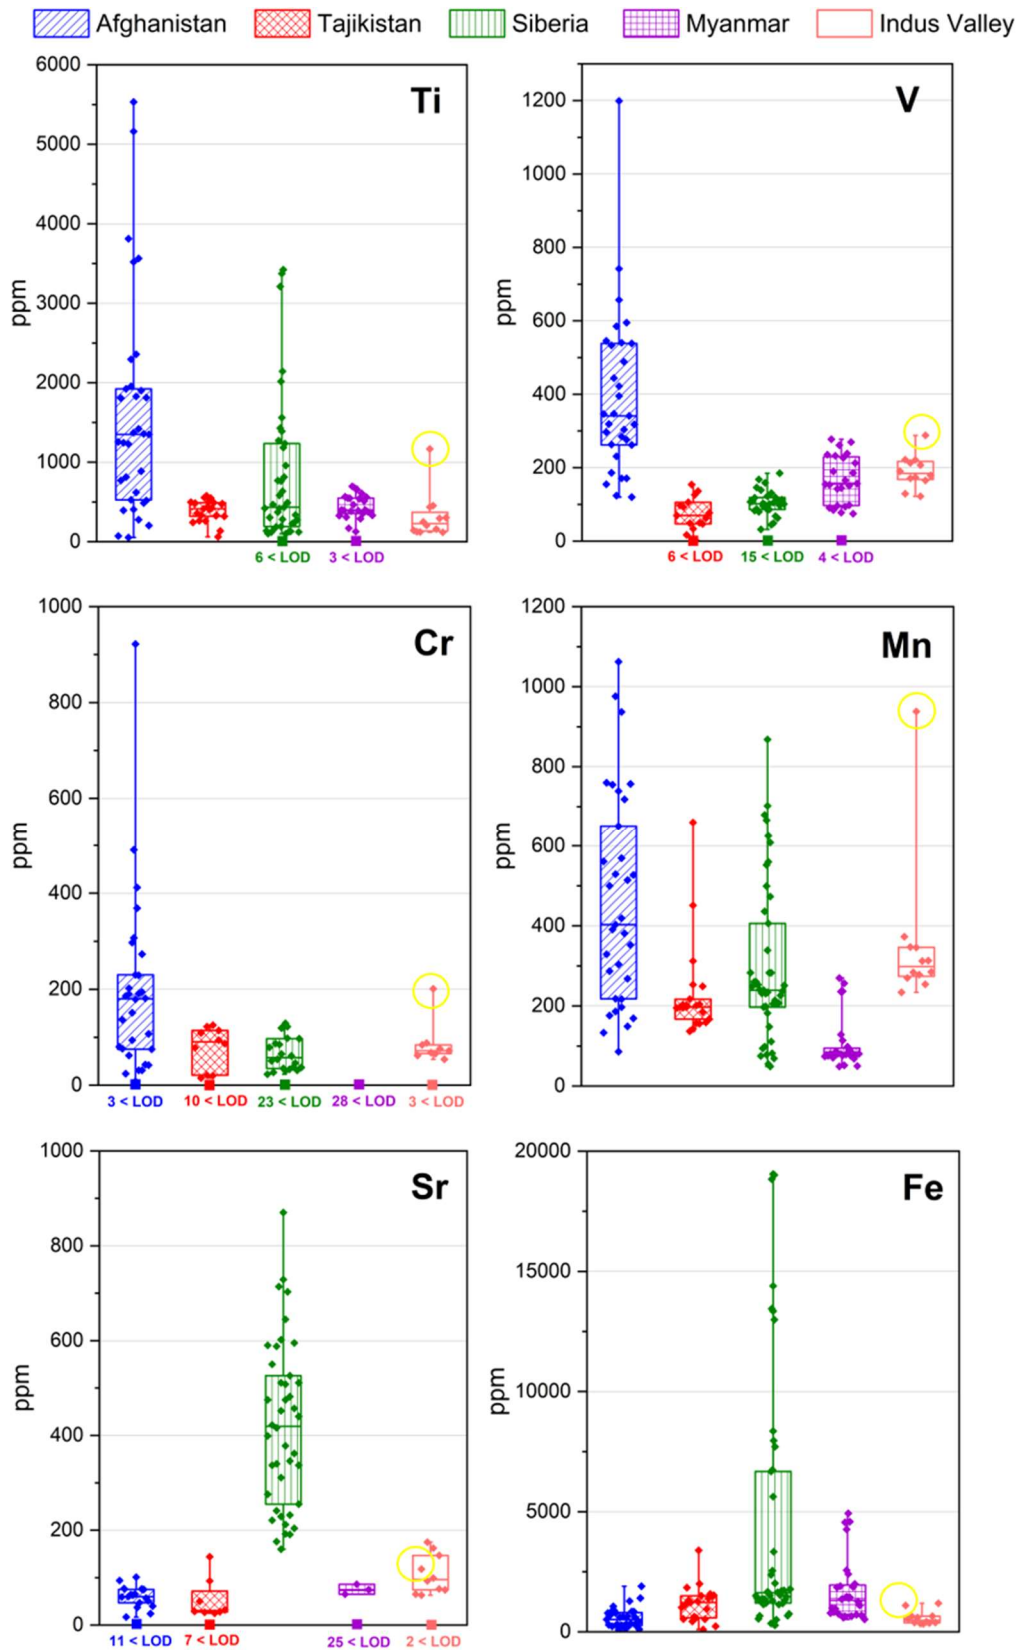 Afghanistan Tajikistan Siberia Myanmar Indus Valley
Ti
6000
5000
4000
3000
2000
1000
0
ppm
6 < LOD 3 < LOD
V
1200
1000
800
600
400
200
0
ppm
6 < LOD 15 < LOD 4 < LOD
Cr
1000
800
600
400
200
0
ppm
3 < LOD 10 < LOD 23 < LOD 28 < LOD 3 < LOD
Mn
1200
1000
800
600
400
200
0
ppm
Sr
1000
800
600
400
200
0
ppm
11 < LOD 7 < LOD 25 < LOD 2 < LOD
Fe
20000
15000
10000
5000
0
ppm